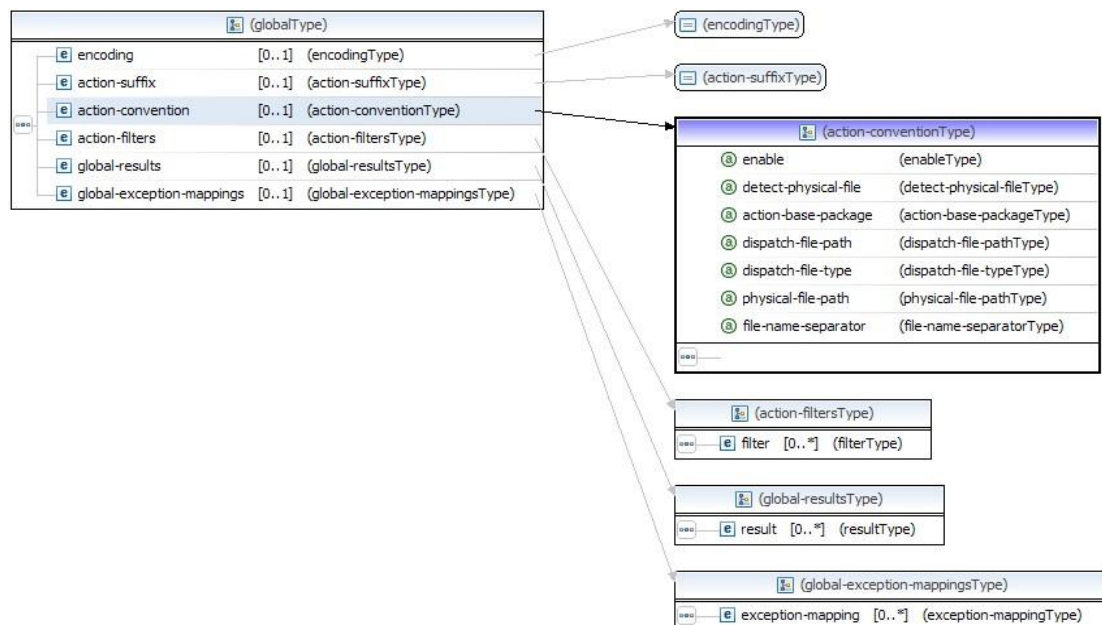 (globalType)
e encoding [0..1] (encodingType)
e action-suffix [0..1] (action-suffixType)
e action-convention [0..1] (action-conventionType)
e action-filters [0..1] (action-filtersType)
e global-results [0..1] (global-resultsType)
e global-exception-mappings [0..1] (global-exception-mappingsType)
(encodingType)
(action-suffixType)
(action-conventionType)
a enable (enableType)
a detect-physical-file (detect-physical-fileType)
a action-base-package (action-base-packageType)
a dispatch-file-path (dispatch-file-pathType)
a dispatch-file-type (dispatch-file-typeType)
a physical-file-path (physical-file-pathType)
a file-name-separator (file-name-separatorType)
(action-filtersType)
e filter [0..*] (filterType)
(global-resultsType)
e result [0..*] (resultType)
(global-exception-mappingsType)
e exception-mapping [0..*] (exception-mappingType)